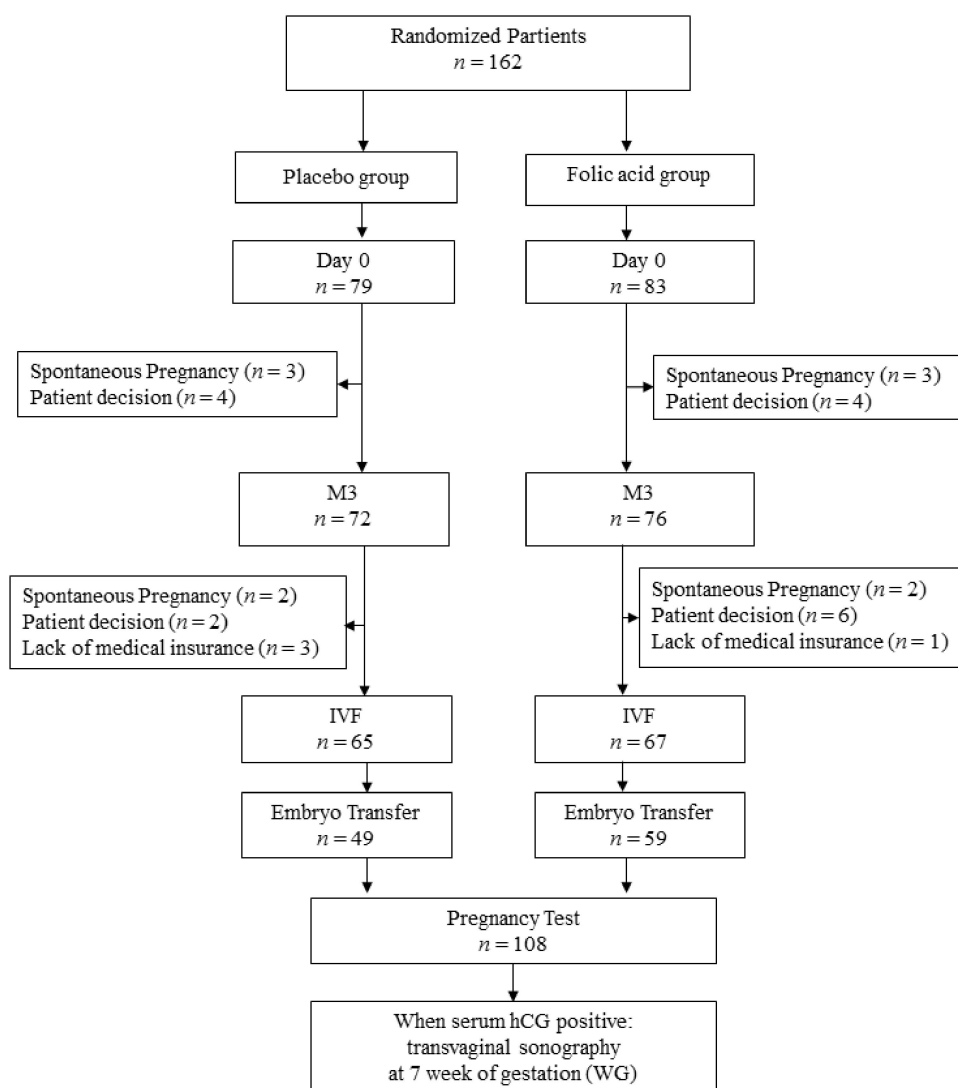 Randomized Partients
n = 162
Placebo group
Folic acid group
Day 0
n = 79
Day 0
n = 83
Spontaneous Pregnancy (n = 3)
Patient decision (n = 4)
Spontaneous Pregnancy (n = 3)
Patient decision (n = 4)
M3
n = 72
M3
n = 76
Spontaneous Pregnancy (n = 2)
Patient decision (n = 2)
Lack of medical insurance (n = 3)
Spontaneous Pregnancy (n = 2)
Patient decision (n = 6)
Lack of medical insurance (n = 1)
IVF
n = 65
IVF
n = 67
Embryo Transfer
n = 49
Embryo Transfer
n = 59
Pregnancy Test
n = 108
When serum hCG positive:
transvaginal sonography
at 7 week of gestation (WG)